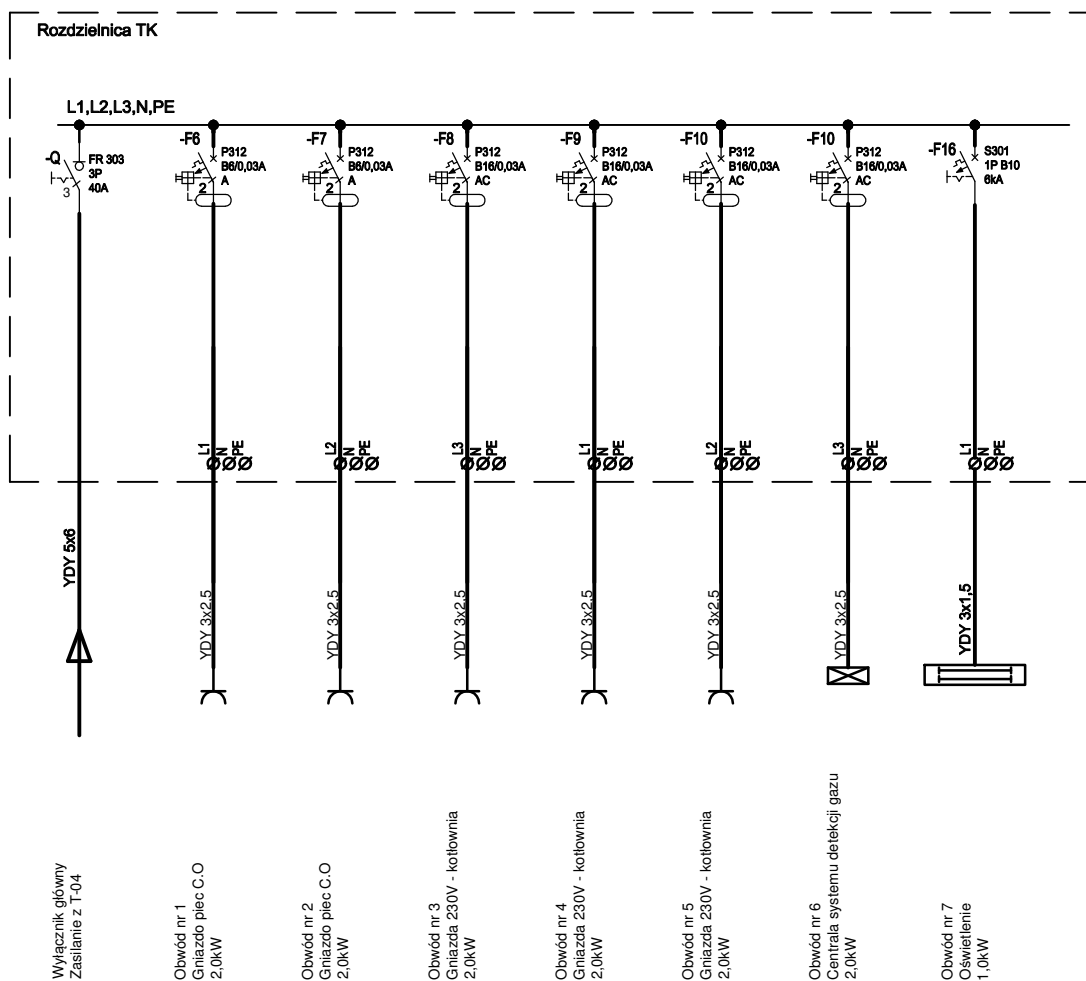 Rozdzielnica TK
L1,L2,L3,N,PE
-Q
FR 303
3P
40A
3
-F6
P312
B6/0,03A
A
2
-F7
P312
B6/0,03A
A
2
-F8
P312
B16/0,03A
AC
2
-F9
P312
B16/0,03A
AC
2
-F10
P312
B16/0,03A
AC
2
-F10
P312
B16/0,03A
AC
2
-F16
S301
1P B10
6kA
L1
N
PE
L2
N
PE
L3
N
PE
L1
N
PE
L2
N
PE
L3
N
PE
L1
N
PE
YDY 5x6
YDY 3x2,5
YDY 3x2,5
YDY 3x2,5
YDY 3x2,5
YDY 3x2,5
YDY 3x2,5
YDY 3x1,5
Wyłącznik główny
Zasilanie z T-04
Obwód nr 1
Gniazdo piec C.O
2,0kW
Obwód nr 2
Gniazdo piec C.O
2,0kW
Obwód nr 3
Gniazda 230V - kotłownia
2,0kW
Obwód nr 4
Gniazda 230V - kotłownia
2,0kW
Obwód nr 5
Gniazda 230V - kotłownia
2,0kW
Obwód nr 6
Centrala systemu detekcji gazu
2,0kW
Obwód nr 7
Oświetlenie
1,0kW